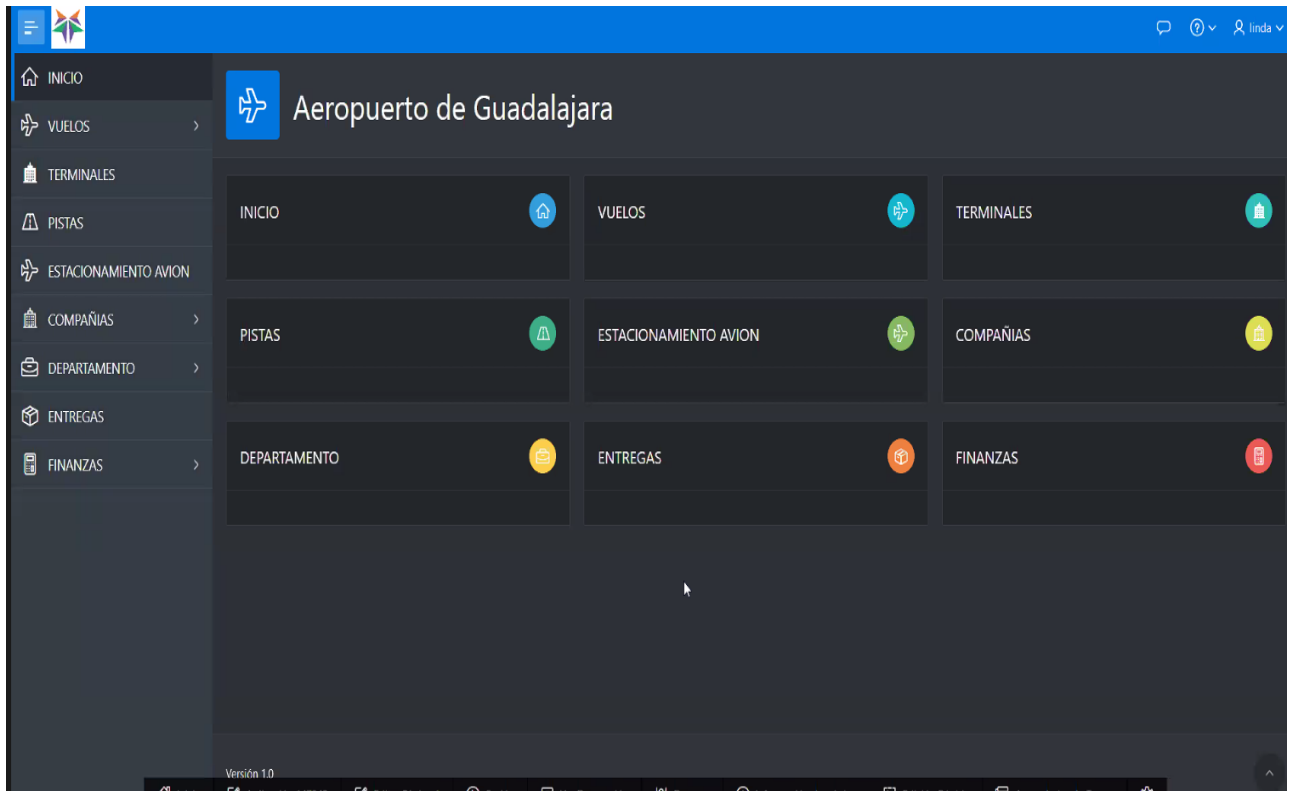 linda
INICIO
VUELOS
TERMINALES
PISTAS
ESTACIONAMIENTO AVION
COMPAÑIAS
DEPARTAMENTO
ENTREGAS
FINANZAS
Aeropuerto de Guadalajara
INICIO
VUELOS
TERMINALES
PISTAS
ESTACIONAMIENTO AVION
COMPAÑIAS
DEPARTAMENTO
ENTREGAS
FINANZAS
Versión 1.0